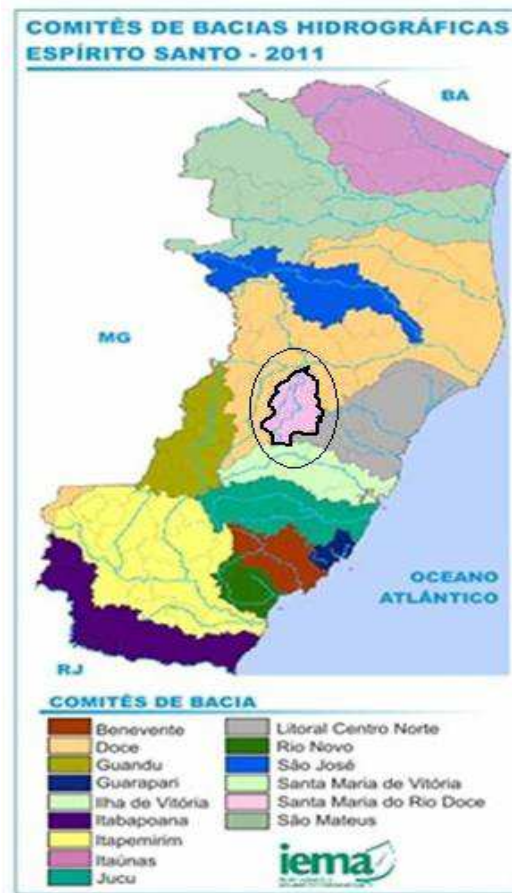 COMITÊS DE BACIAS HIDROGRÁFICAS
ESPÍRITO SANTO - 2011
BA
MG
OCEANO
ATLÂNTICO
RJ
COMITÊS DE BACIA
Benevente
Doce
Guandu
Guarapari
Ilha de Vitória
Itabapoana
Itapemirim
Itaúnas
Jucu
Litoral Centro Norte
Rio Novo
São José
Santa Maria de Vitória
Santa Maria do Rio Doce
São Mateus
iema